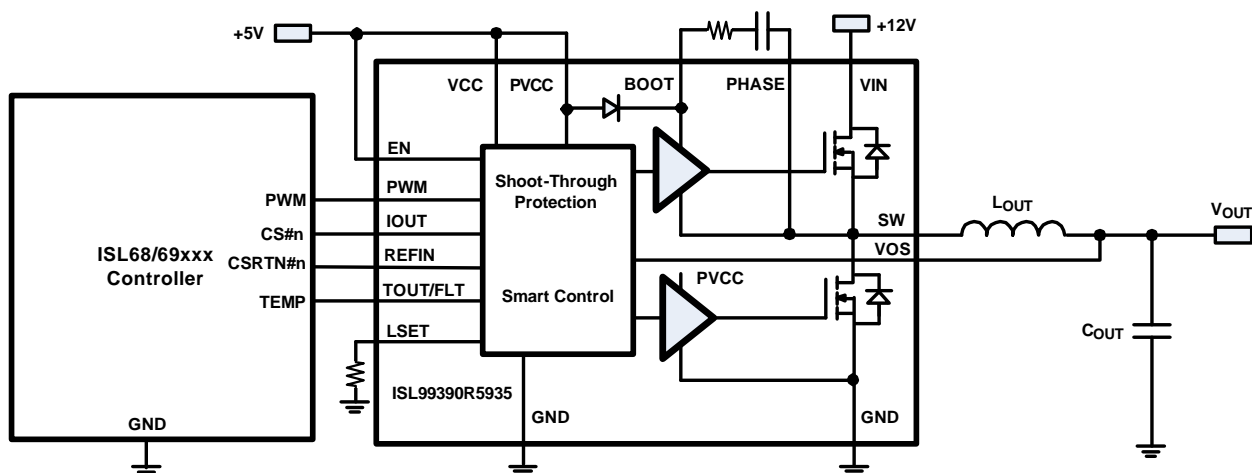 +5V
+12V
VCC
PVCC
BOOT
PHASE
VIN
EN
PWM
PWM
IOUT
CS#n
REFIN
CSRTN#n
TOUT/FLT
TEMP
LSET
ISL68/69xxx
Controller
GND
Shoot-Through
Protection
Smart Control
ISL99390R5935
GND
PVCC
SW
VOS
GND
LOUT
VOUT
COUT